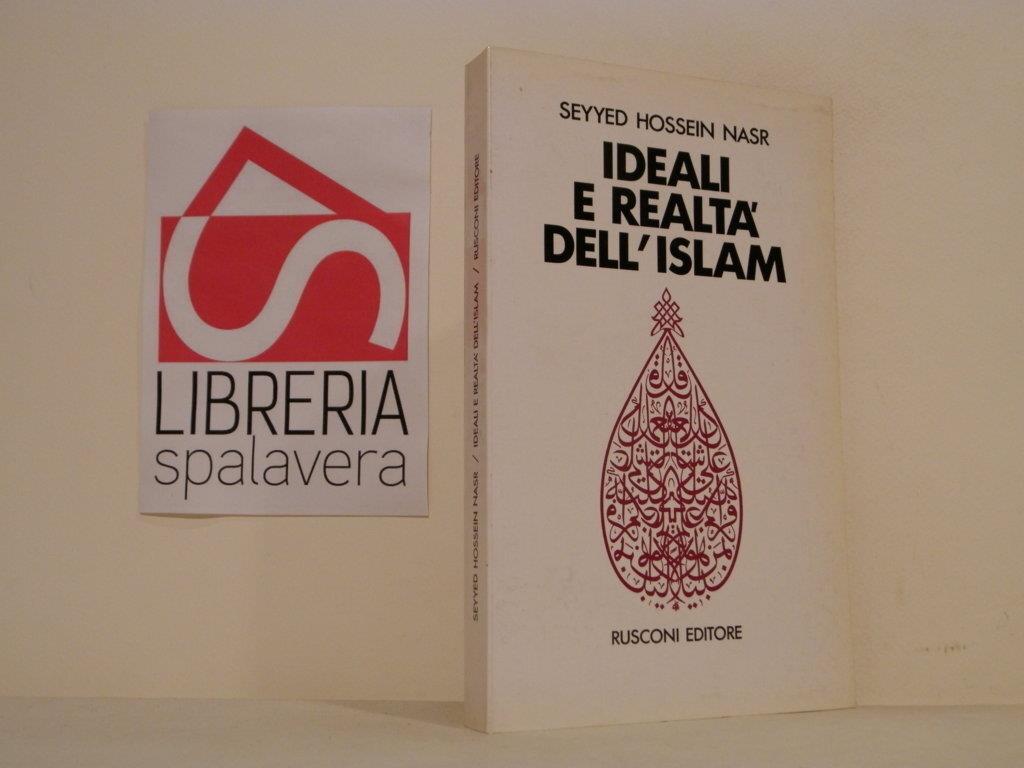 LIBRERIA
spalavera
SEYYED HOSSEIN NASR / IDEALI E REALTA' DELL'ISLAM / RUSCONI EDITORE
SEYYED HOSSEIN NASR
IDEALI
E REALTA'
DELL'ISLAM
RUSCONI EDITORE